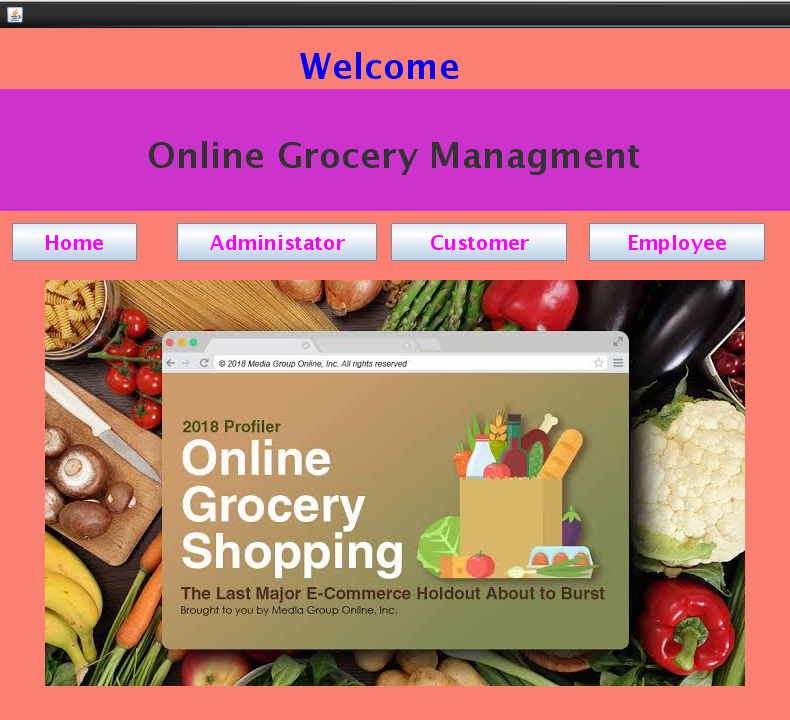 Welcome
Online Grocery Managment
Home Administator Customer Employee
© 2018 Media Group Online, Inc. All rights reserved
2018 Profiler
Online
Grocery
Shopping
The Last Major E-Commerce Holdout About to Burst
Brought to you by Media Group Online, Inc.